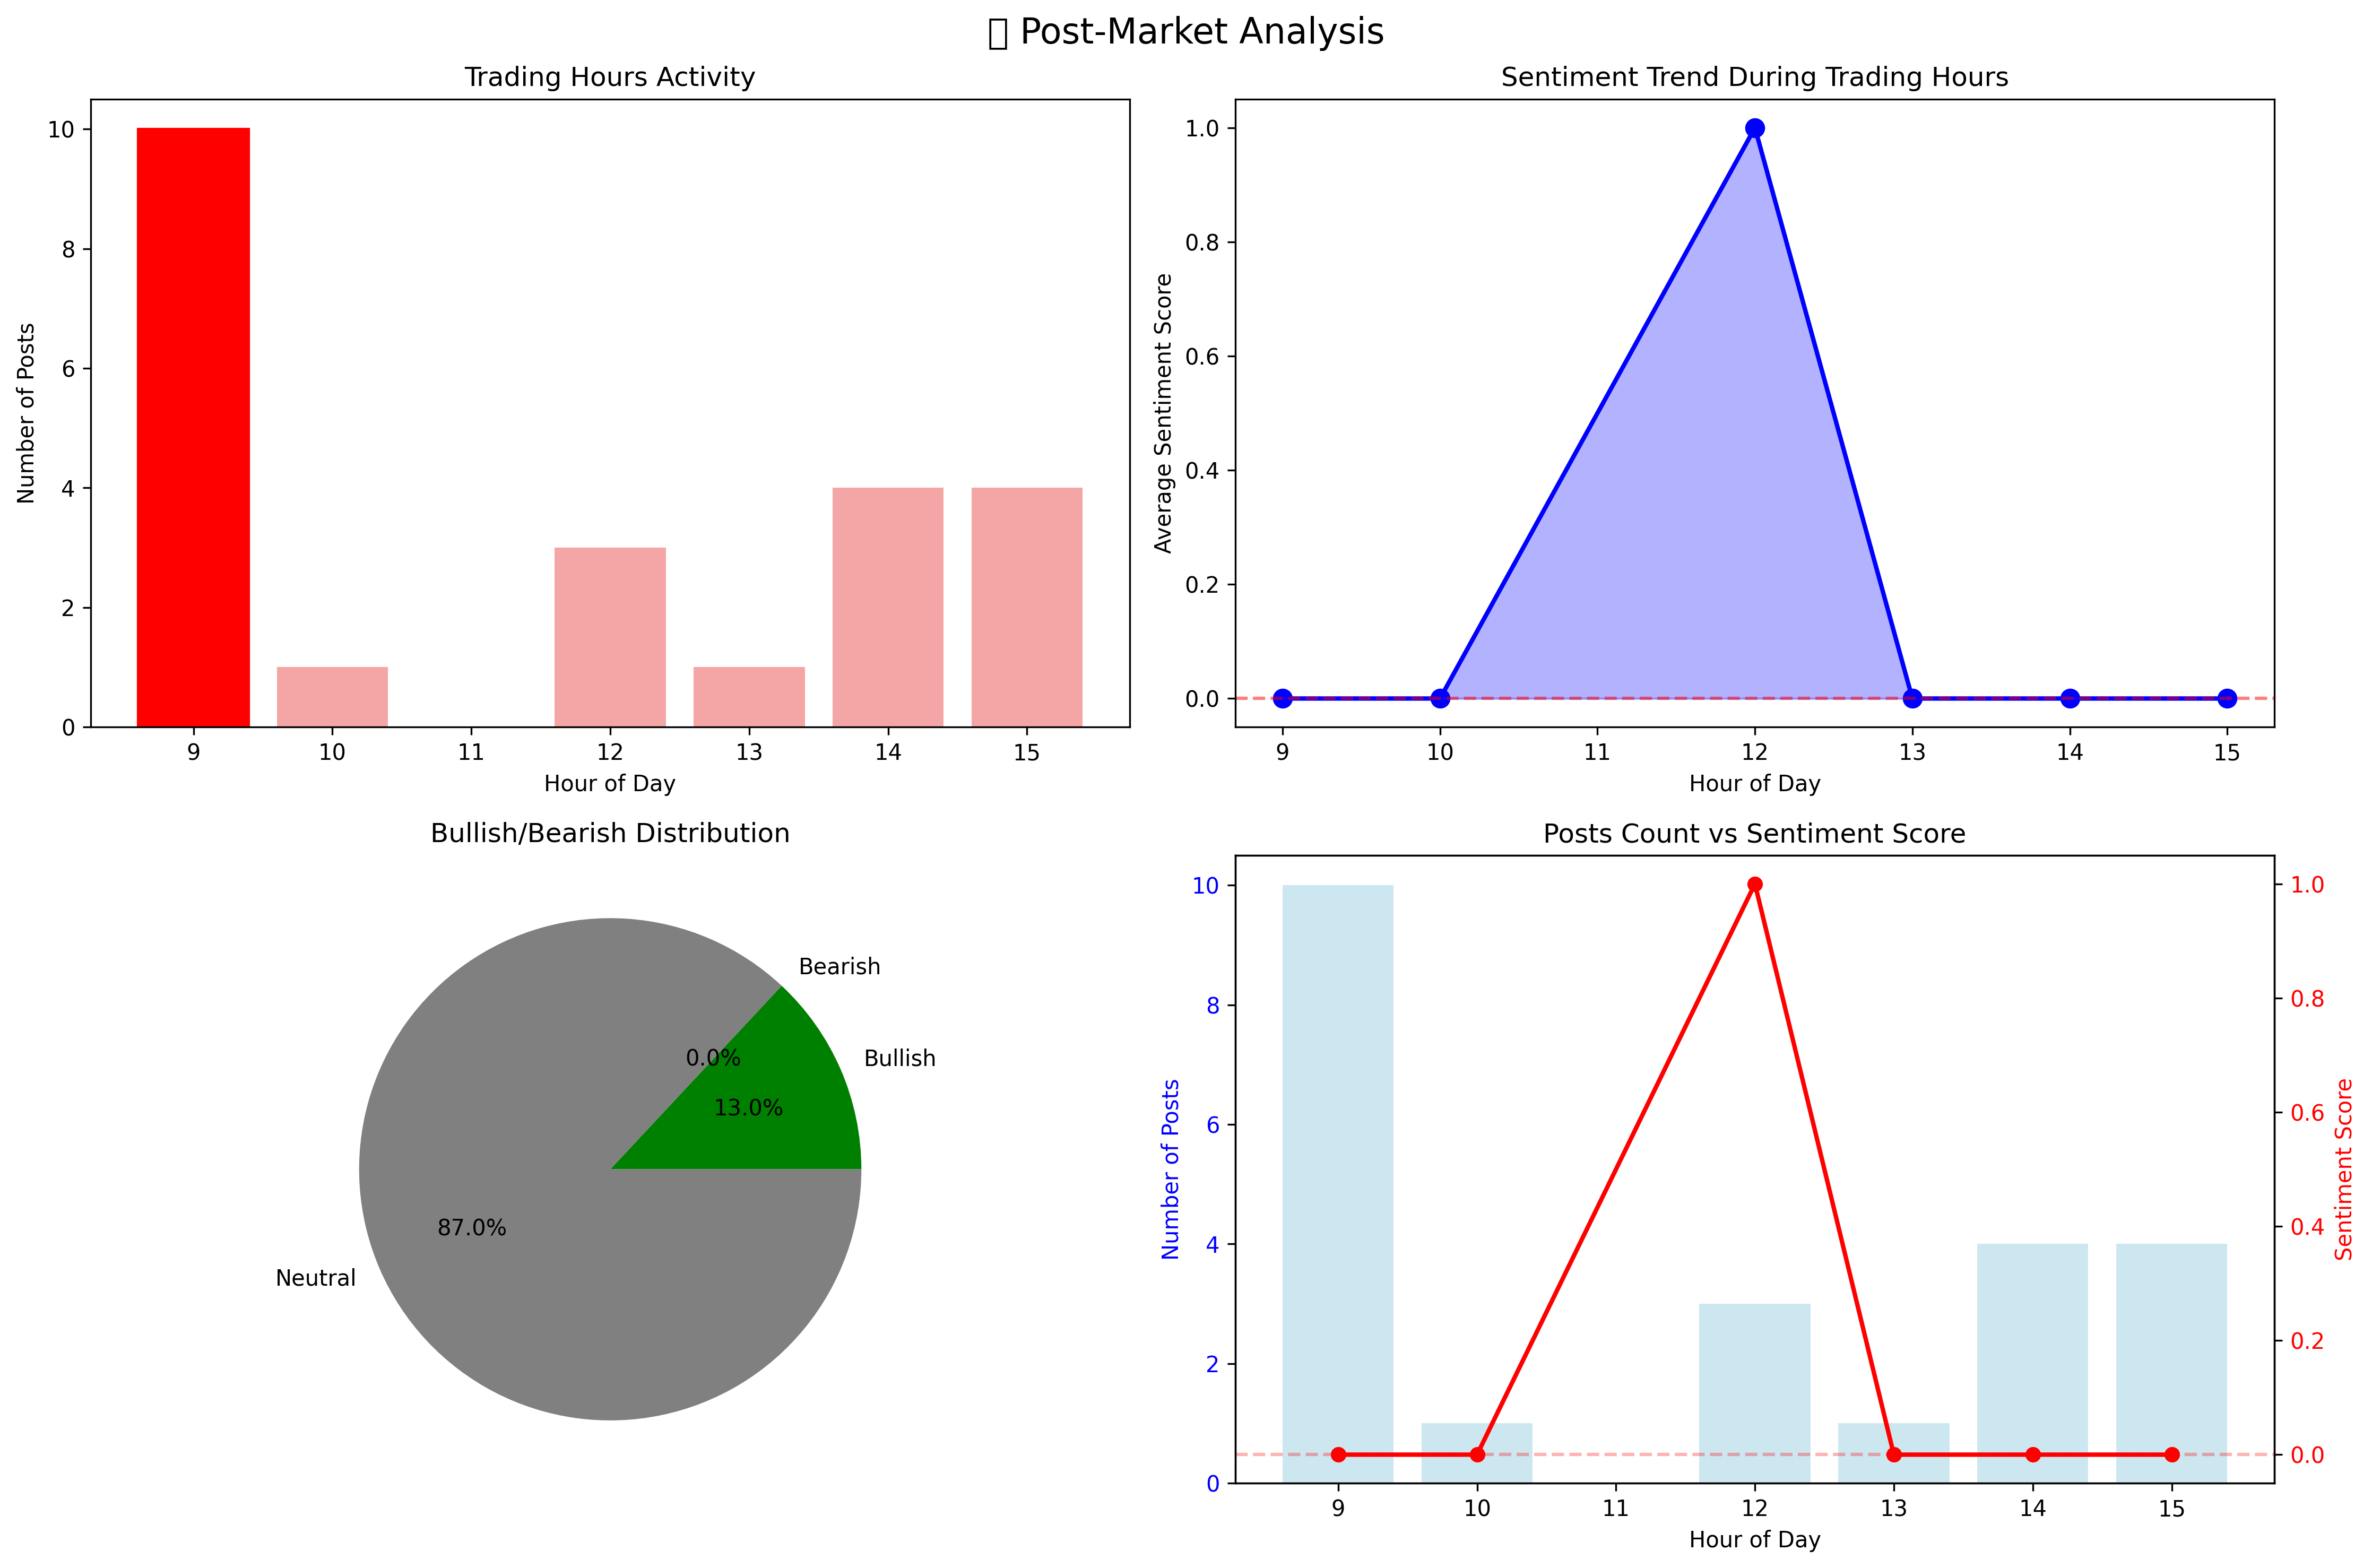 Post-Market Analysis
Trading Hours Activity
Number of Posts
10
8
6
4
2
0
9 10 11 12 13 14 15
Hour of Day
Sentiment Trend During Trading Hours
Average Sentiment Score
1.0
0.8
0.6
0.4
0.2
0.0
9 10 11 12 13 14 15
Hour of Day
Bullish/Bearish Distribution
Bearish
Bullish
0.0%
13.0%
87.0%
Neutral
Posts Count vs Sentiment Score
Number of Posts
10
8
6
4
2
0
1.0
0.8
0.6
0.4
0.2
0.0
Sentiment Score
9 10 11 12 13 14 15
Hour of Day